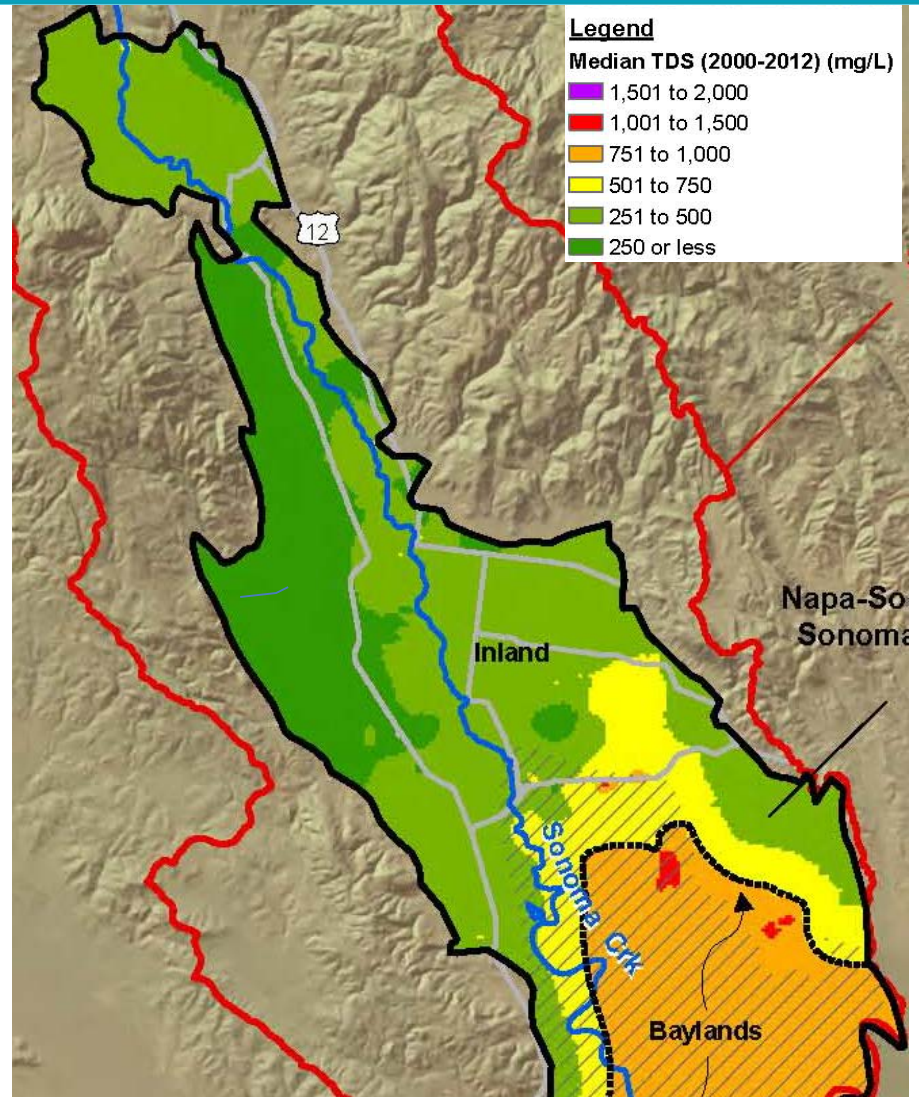 Legend
Median TDS (2000-2012) (mg/L)
1,501 to 2,000
1,001 to 1,500
751 to 1,000
501 to 750
251 to 500
250 or less
12
Napa-So
Sonoma
Inland
Sonoma Crk
Baylands